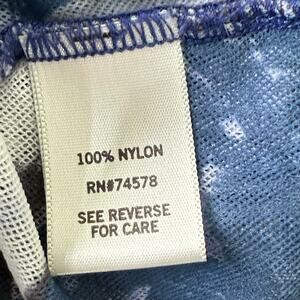 100% NYLON
RN#74578
SEE REVERSE
FOR CARE